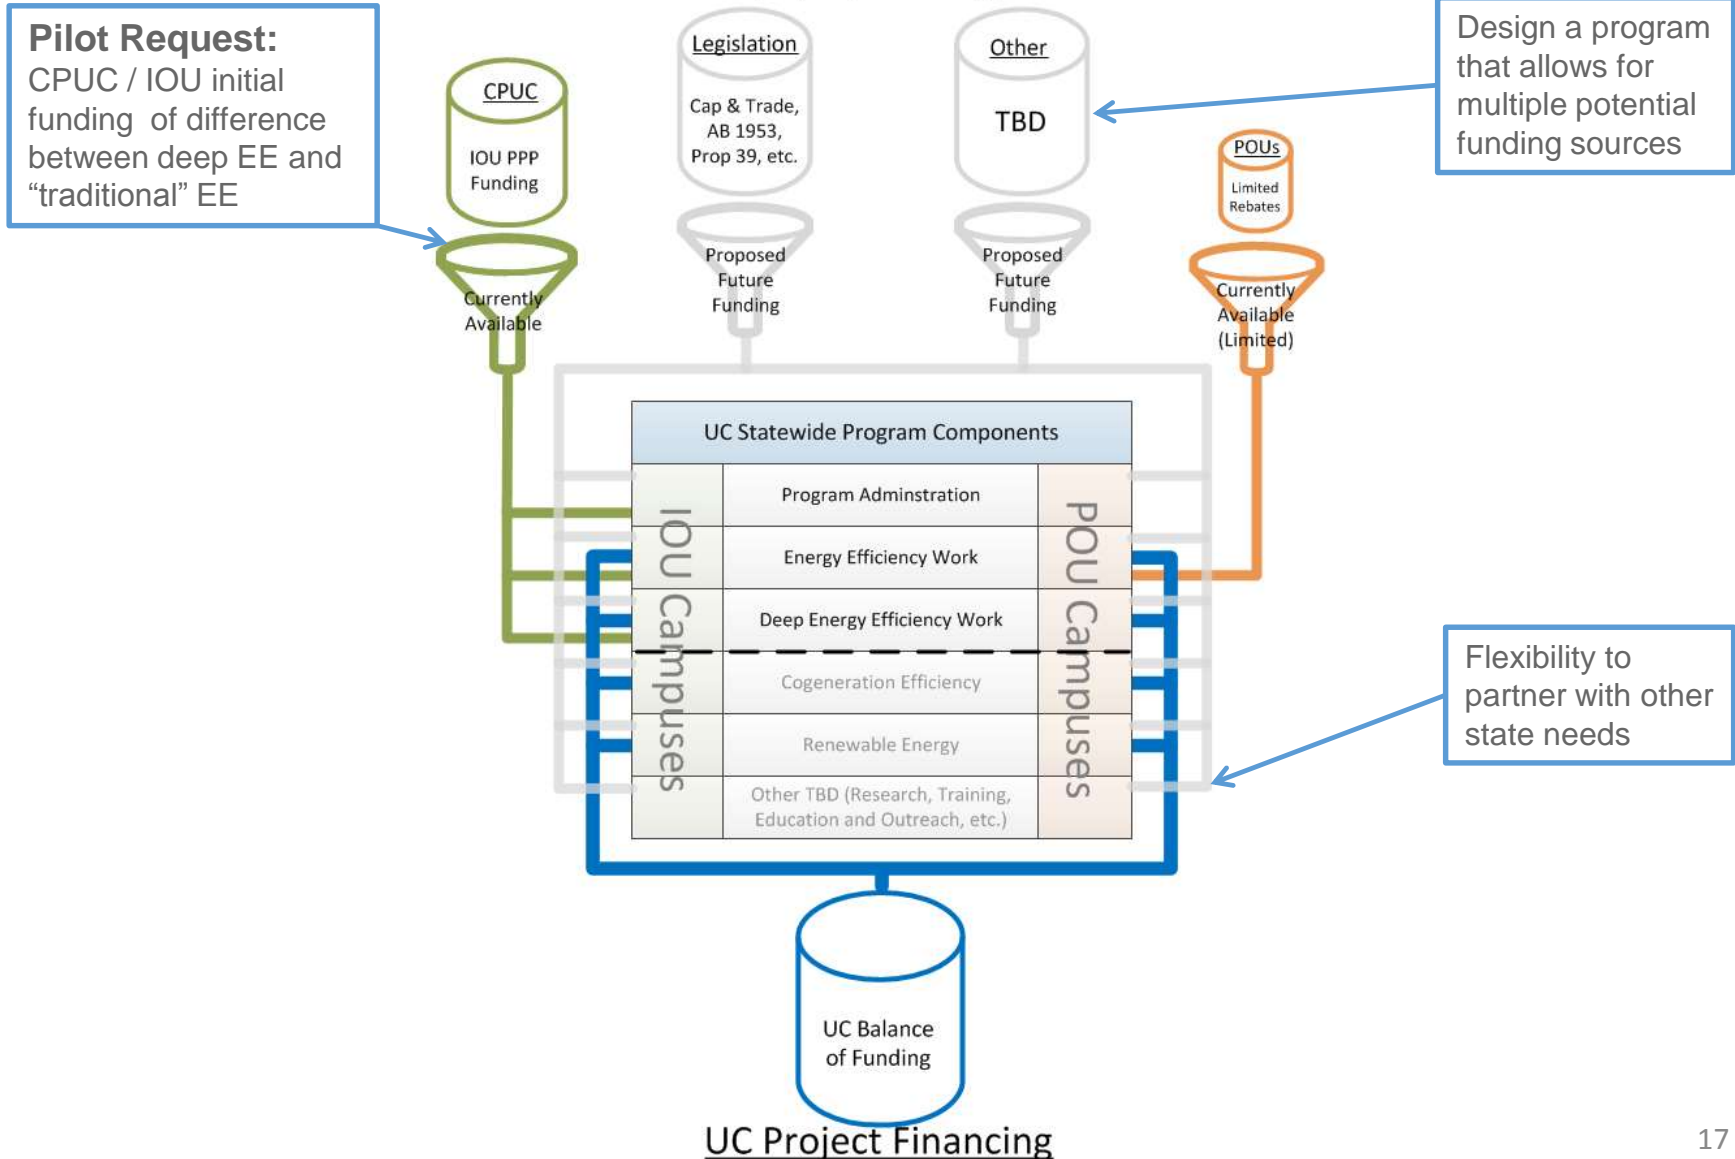 Pilot Request:
CPUC / IOU initial
funding of difference
between deep EE and
“traditional” EE
CPUC
IOU PPP
Funding
Currently
Available
Legislation
Cap & Trade,
AB 1953,
Prop 39, etc.
Proposed
Future
Funding
Other
TBD
Proposed
Future
Funding
POUs
Limited
Rebates
Currently
Available
(Limited)
Design a program
that allows for
multiple potential
funding sources
UC Statewide Program Components
IOU Campuses
Program Adminstration
Energy Efficiency Work
Deep Energy Efficiency Work
Cogeneration Efficiency
Renewable Energy
Other TBD (Research, Training,
Education and Outreach, etc.)
POU Campuses
Flexibility to
partner with other
state needs
UC Balance
of Funding
UC Project Financing
17